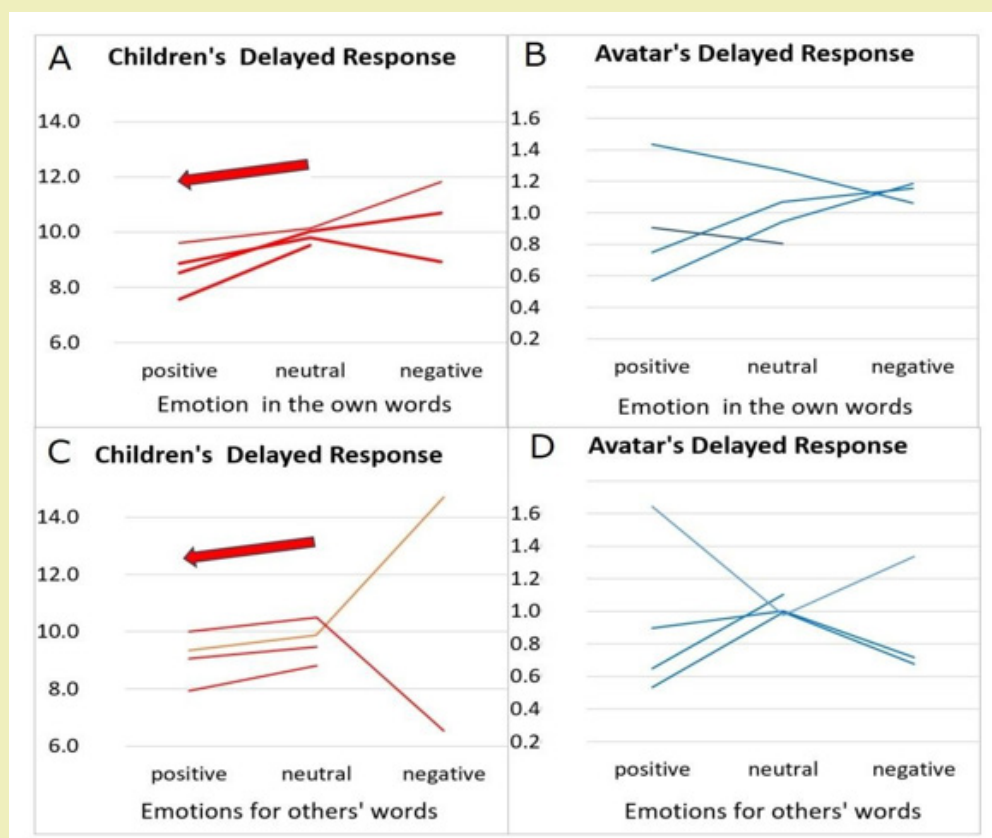 A
Children's Delayed Response
14.0
12.0
10.0
8.0
6.0
positive neutral negative
Emotion in the own words
B
Avatar's Delayed Response
1.6
1.4
1.2
1.0
0.8
0.6
0.4
0.2
positive neutral negative
Emotion in the own words
C
Children's Delayed Response
14.0
12.0
10.0
8.0
6.0
positive neutral negative
Emotions for others' words
D
Avatar's Delayed Response
1.6
1.4
1.2
1.0
0.8
0.6
0.4
0.2
positive neutral negative
Emotions for others' words